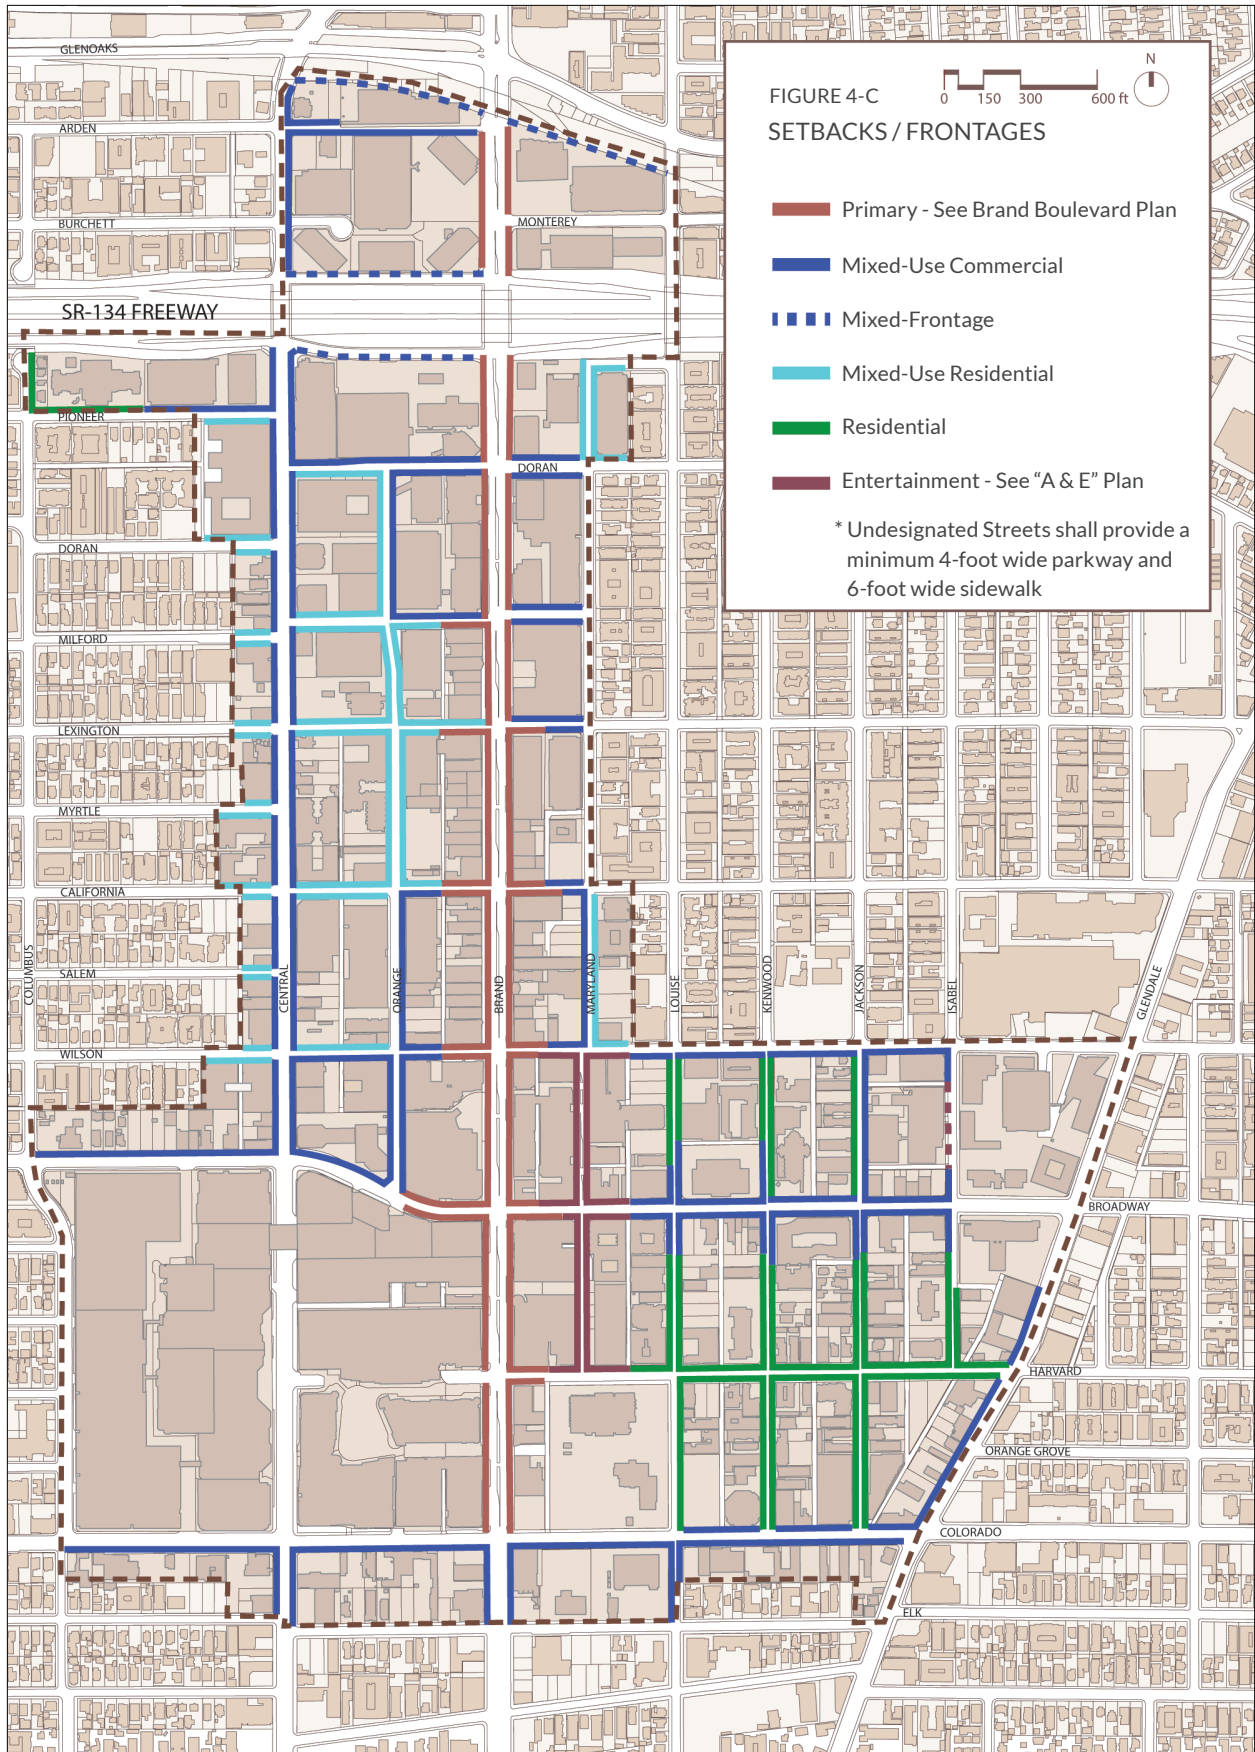 GLENOAKS
ARDEN
BURCHETT
MONTEREY
SR-134 FREEWAY
PIONEER
DORAN
DORAN
MILFORD
LEXINGTON
MYRTLE
CALIFORNIA
SALEM
WILSON
COLUMBUS
CENTRAL
ORANGE
BRAND
MARYLAND
LOUISE
KENWOOD
JACKSON
ISABEL
GLENDALE
BROADWAY
HARVARD
ORANGE GROVE
COLORADO
ELK
FIGURE 4-C
SETBACKS / FRONTAGES
N
0 150 300 600 ft
Primary - See Brand Boulevard Plan
Mixed-Use Commercial
Mixed-Frontage
Mixed-Use Residential
Residential
Entertainment - See “A & E” Plan
* Undesignated Streets shall provide a
minimum 4-foot wide parkway and
6-foot wide sidewalk